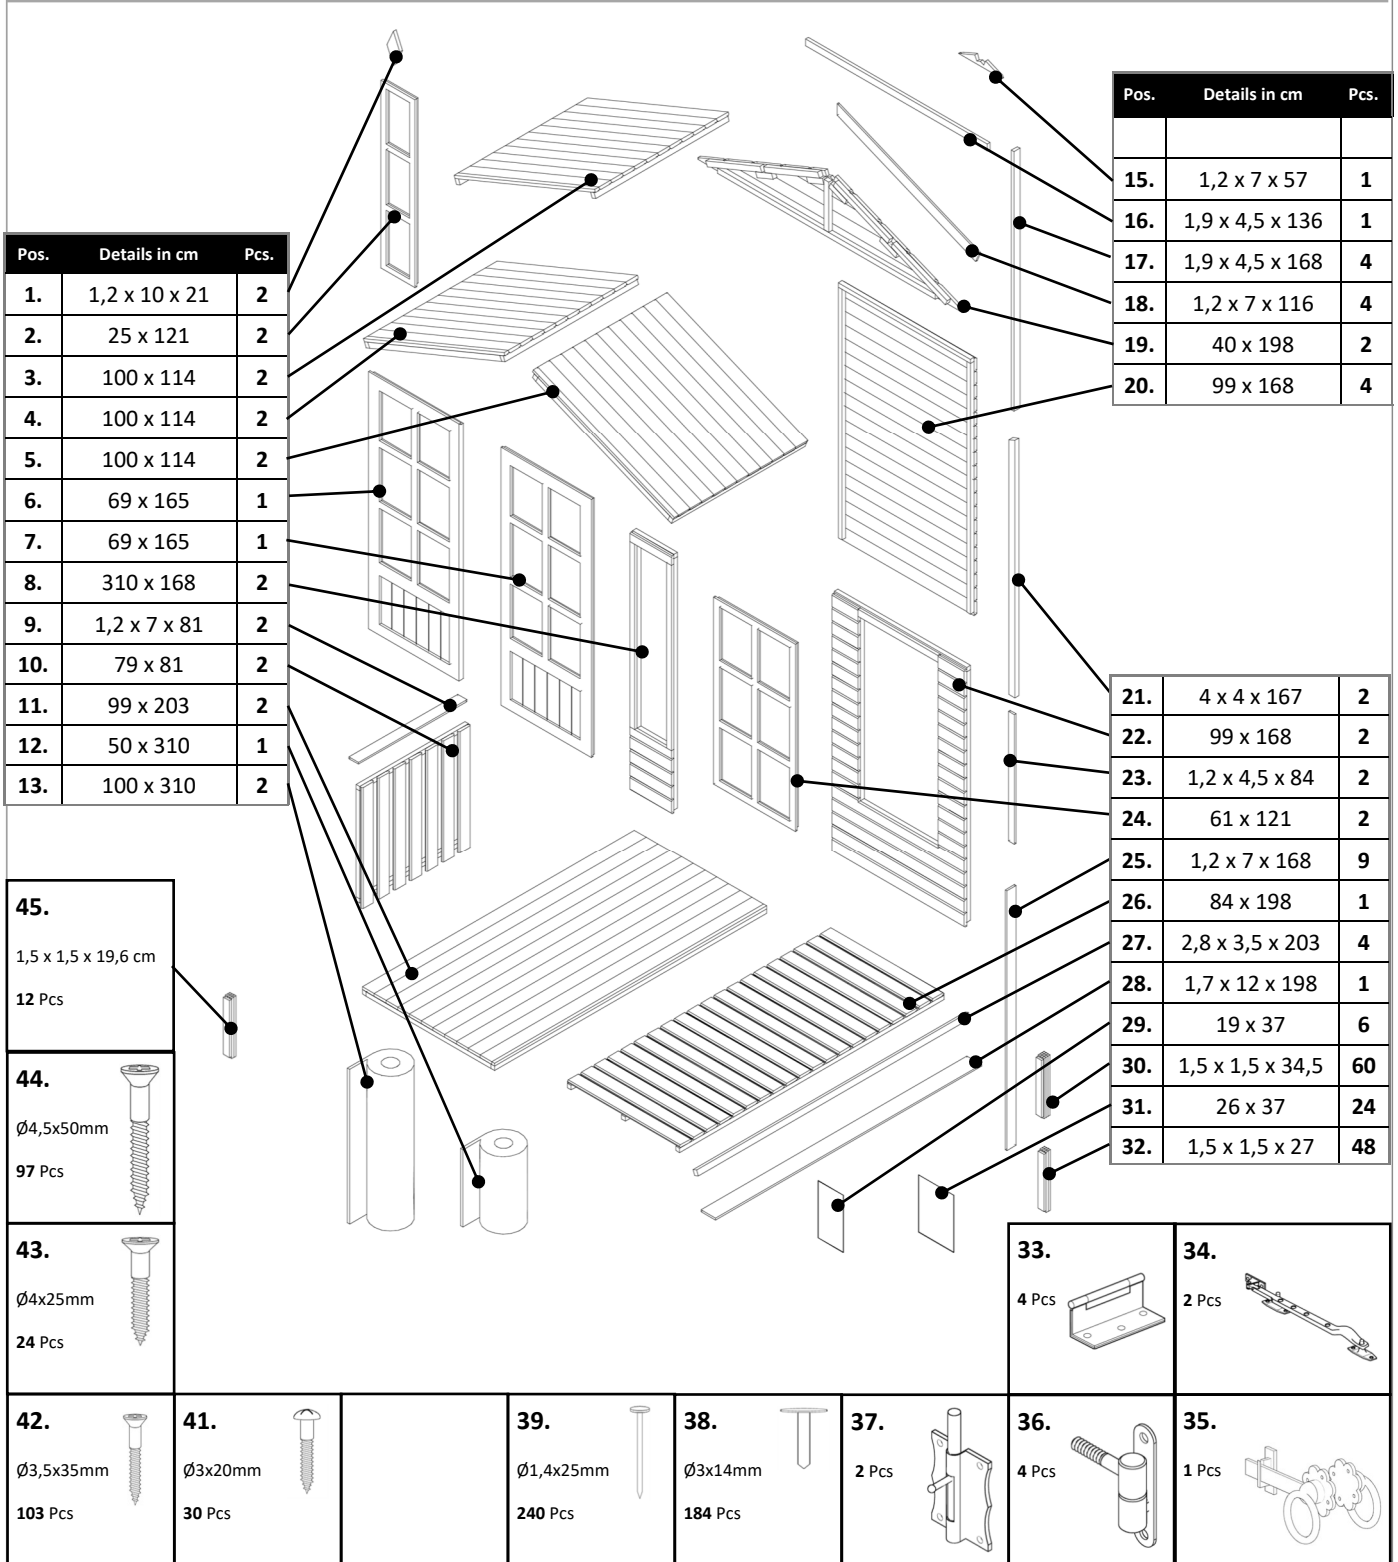 Pos. Details in cm Pcs.
1. 1,2 x 10 x 21 2
2. 25 x 121 2
3. 100 x 114 2
4. 100 x 114 2
5. 100 x 114 2
6. 69 x 165 1
7. 69 x 165 1
8. 310 x 168 2
9. 1,2 x 7 x 81 2
10. 79 x 81 2
11. 99 x 203 2
12. 50 x 310 1
13. 100 x 310 2
Pos. Details in cm Pcs.
15. 1,2 x 7 x 57 1
16. 1,9 x 4,5 x 136 1
17. 1,9 x 4,5 x 168 4
18. 1,2 x 7 x 116 4
19. 40 x 198 2
20. 99 x 168 4
21. 4 x 4 x 167 2
22. 99 x 168 2
23. 1,2 x 4,5 x 84 2
24. 61 x 121 2
25. 1,2 x 7 x 168 9
26. 84 x 198 1
27. 2,8 x 3,5 x 203 4
28. 1,7 x 12 x 198 1
29. 19 x 37 6
30. 1,5 x 1,5 x 34,5 60
31. 26 x 37 24
32. 1,5 x 1,5 x 27 48
45.
1,5 x 1,5 x 19,6 cm
12 Pcs
44.
Ø4,5x50mm
97 Pcs
43.
Ø4x25mm
24 Pcs
33.
4 Pcs
34.
2 Pcs
42.
Ø3,5x35mm
103 Pcs
41.
Ø3x20mm
30 Pcs
39.
Ø1,4x25mm
240 Pcs
38.
Ø3x14mm
184 Pcs
37.
2 Pcs
36.
4 Pcs
35.
1 Pcs